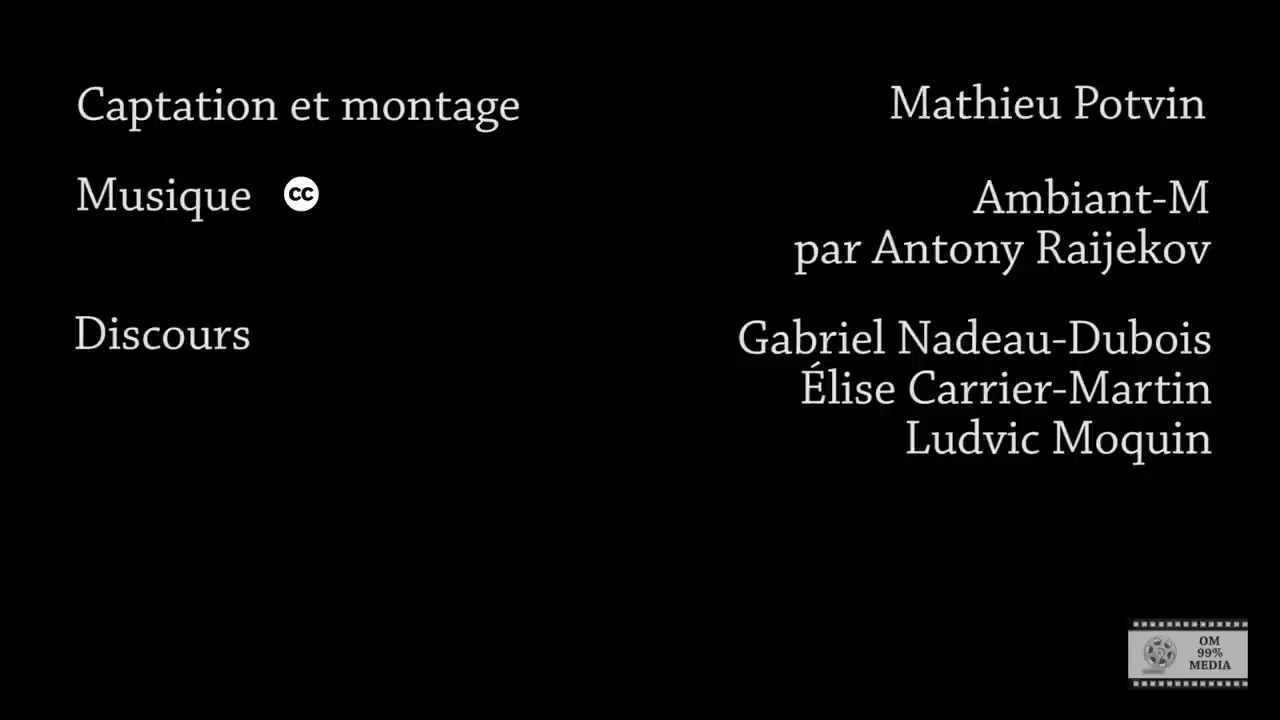 Captation et montage
Mathieu Potvin
Musique
cc
Ambiant-M
par Antony Raijekov
Discours
Gabriel Nadeau-Dubois
Élise Carrier-Martin
Ludvic Moquin
OM
99%
MEDIA